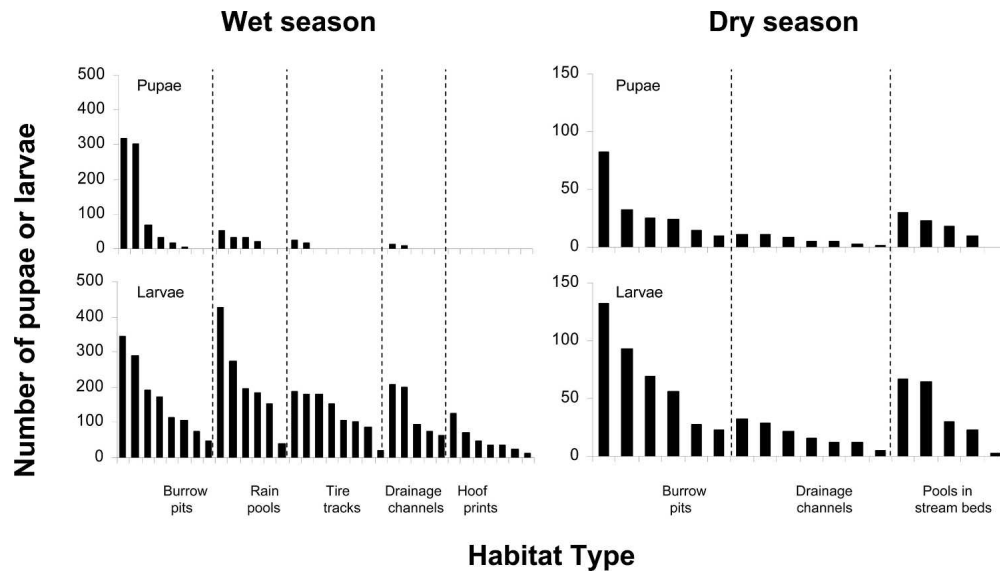 Wet season
Dry season
Number of pupae or larvae
500
400
300
200
100
0
Pupae
150
100
50
0
Pupae
500
400
300
200
100
0
Larvae
150
100
50
0
Larvae
Burrow
pits
Rain
pools
Tire
tracks
Drainage
channels
Hoof
prints
Burrow
pits
Drainage
channels
Pools in
stream beds
Habitat Type